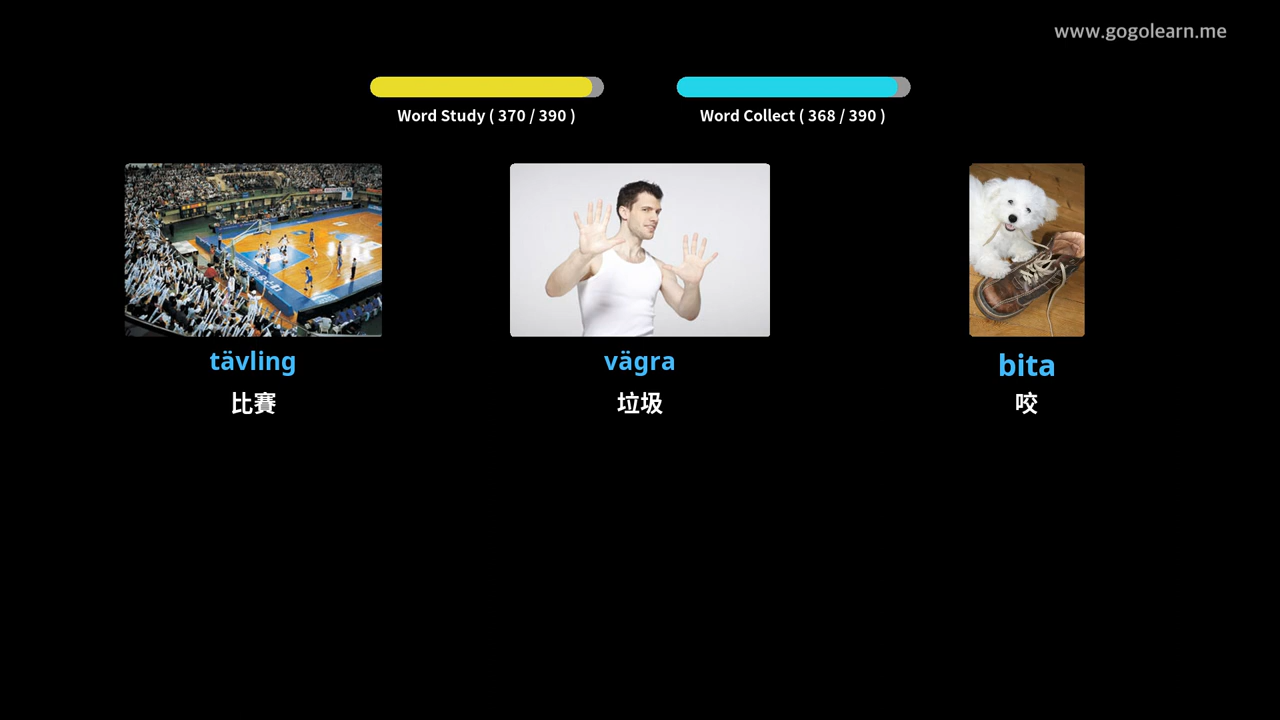 www.gogolearn.me
Word Study ( 370 / 390 )
Word Collect ( 368 / 390 )
tävling
vägra
bita
比賽
垃圾
咬